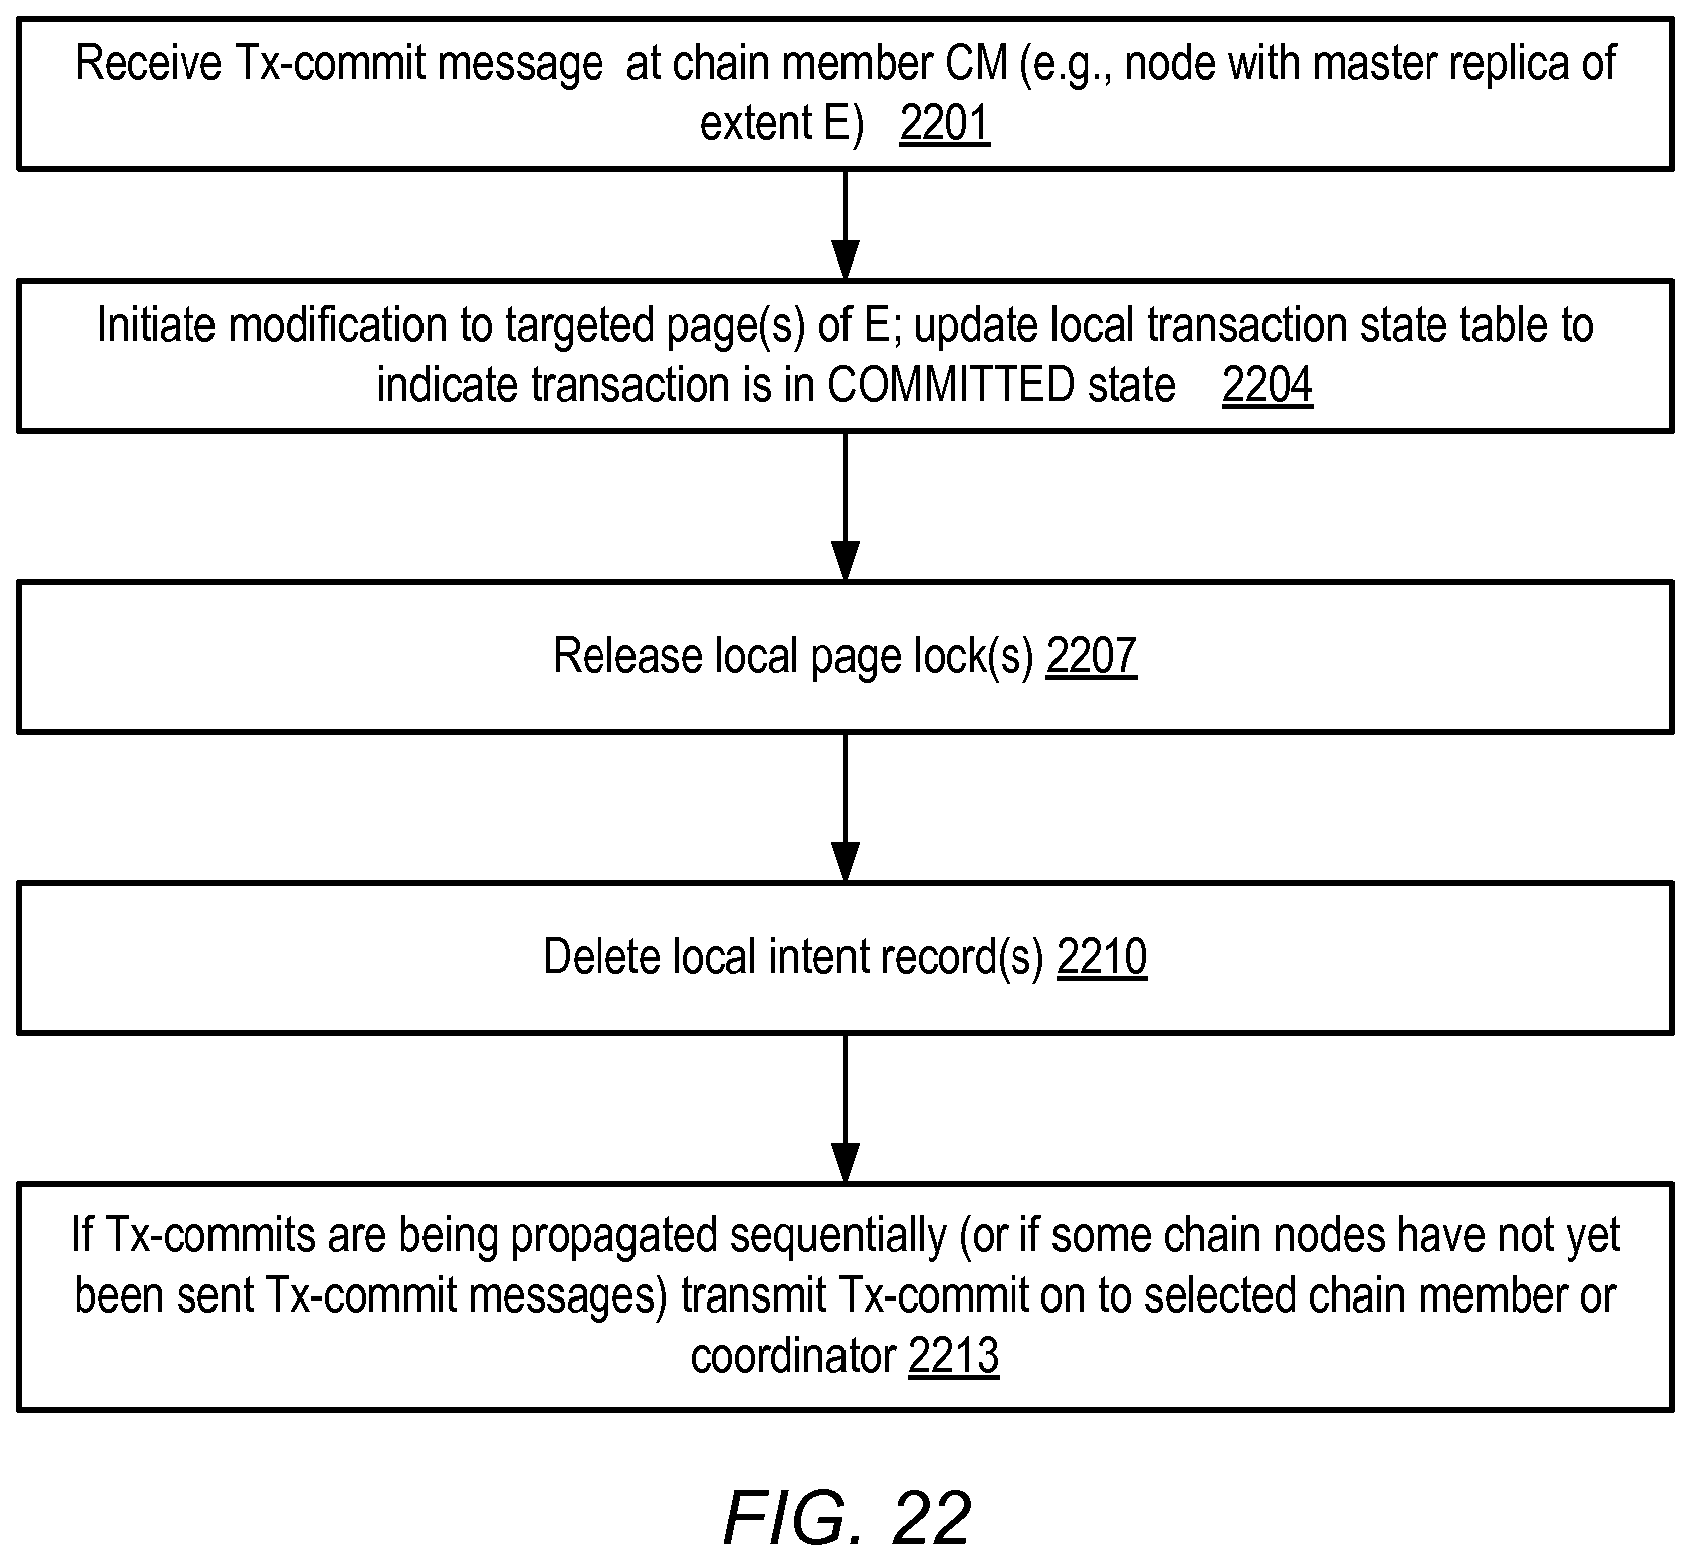 Receive Tx-commit message at chain member CM (e.g., node with master replica of
extent E) 2201
Initiate modification to targeted page(s) of E; update local transaction state table to
indicate transaction is in COMMITTED state 2204
Release local page lock(s) 2207
Delete local intent record(s) 2210
If Tx-commits are being propagated sequentially (or if some chain nodes have not yet
been sent Tx-commit messages) transmit Tx-commit on to selected chain member or
coordinator 2213
FIG. 22